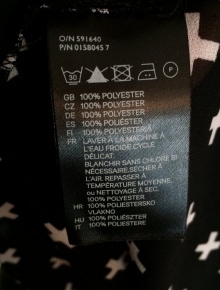 O/N 591640
P/N 0158045 7
30 P
GB 100% POLYESTER
CZ 100% POLYESTER
DE 100% POLYESTER
ES 100% POLIÉSTER
FI 100% POLYESTERIÄ
FR LAVER À LA MACHINE À
L'EAU FROIDE CYCLE
DÉLICAT.
BLANCHIR SANS CHLORE SI
NÉCESSAIRE, SÉCHER À
L'AIR. REPASSER À
TEMPÉRATURE MOYENNE.
OU NETTOYAGE À SEC.
100% POLYESTER
HR 100% POLIESTERSKO
VLAKNO
HU 100% POLIÉSZTER
IT 100% POLIESTERE